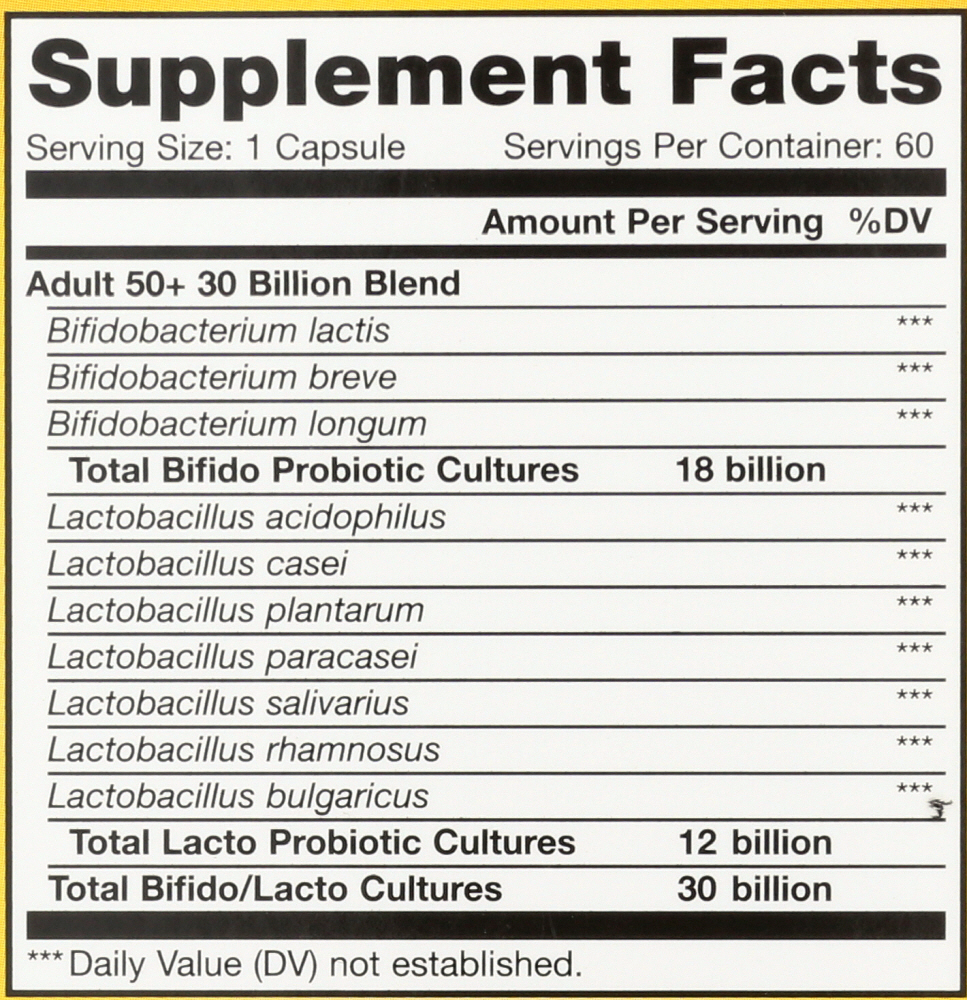 Supplement Facts
Serving Size: 1 Capsule Servings Per Container: 60
Amount Per Serving %DV
Adult 50+ 30 Billion Blend
Bifidobacterium lactis ***
Bifidobacterium breve ***
Bifidobacterium longum ***
Total Bifido Probiotic Cultures 18 billion
Lactobacillus acidophilus ***
Lactobacillus casei ***
Lactobacillus plantarum ***
Lactobacillus paracasei ***
Lactobacillus salivarius ***
Lactobacillus rhamnosus ***
Lactobacillus bulgaricus ***
Total Lacto Probiotic Cultures 12 billion
Total Bifido/Lacto Cultures 30 billion
***Daily Value (DV) not established.